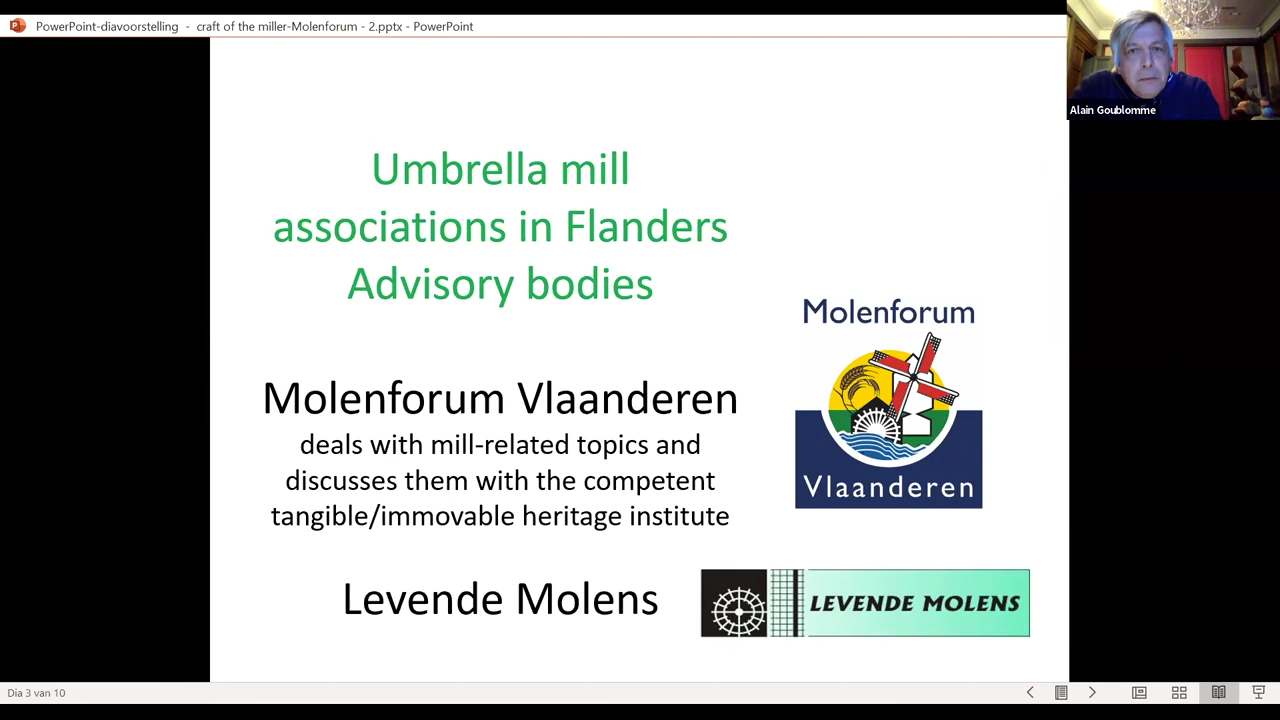 PowerPoint-diavoorstelling - craft of the miller-Molenforum - 2.pptx - PowerPoint
Alain Goublomme
Umbrella mill
associations in Flanders
Advisory bodies
Molenforum
Vlaanderen
Molenforum Vlaanderen
deals with mill-related topics and
discusses them with the competent
tangible/immovable heritage institute
Levende Molens
LEVENDE MOLENS
Dia 3 van 10